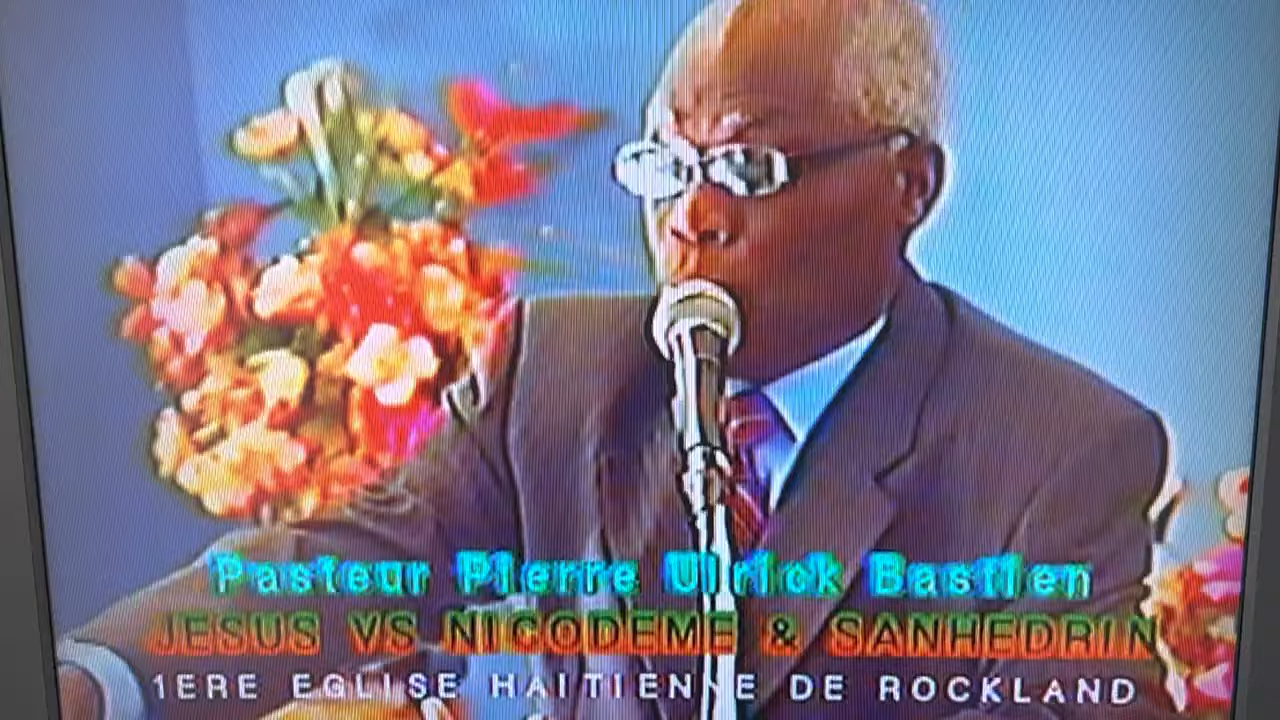 Pasteur Pierre Ulrick Bastien
JESUS VS NICODEME & SANHEDRIN
1ERE EGLISE HAITIENNE DE ROCKLAND